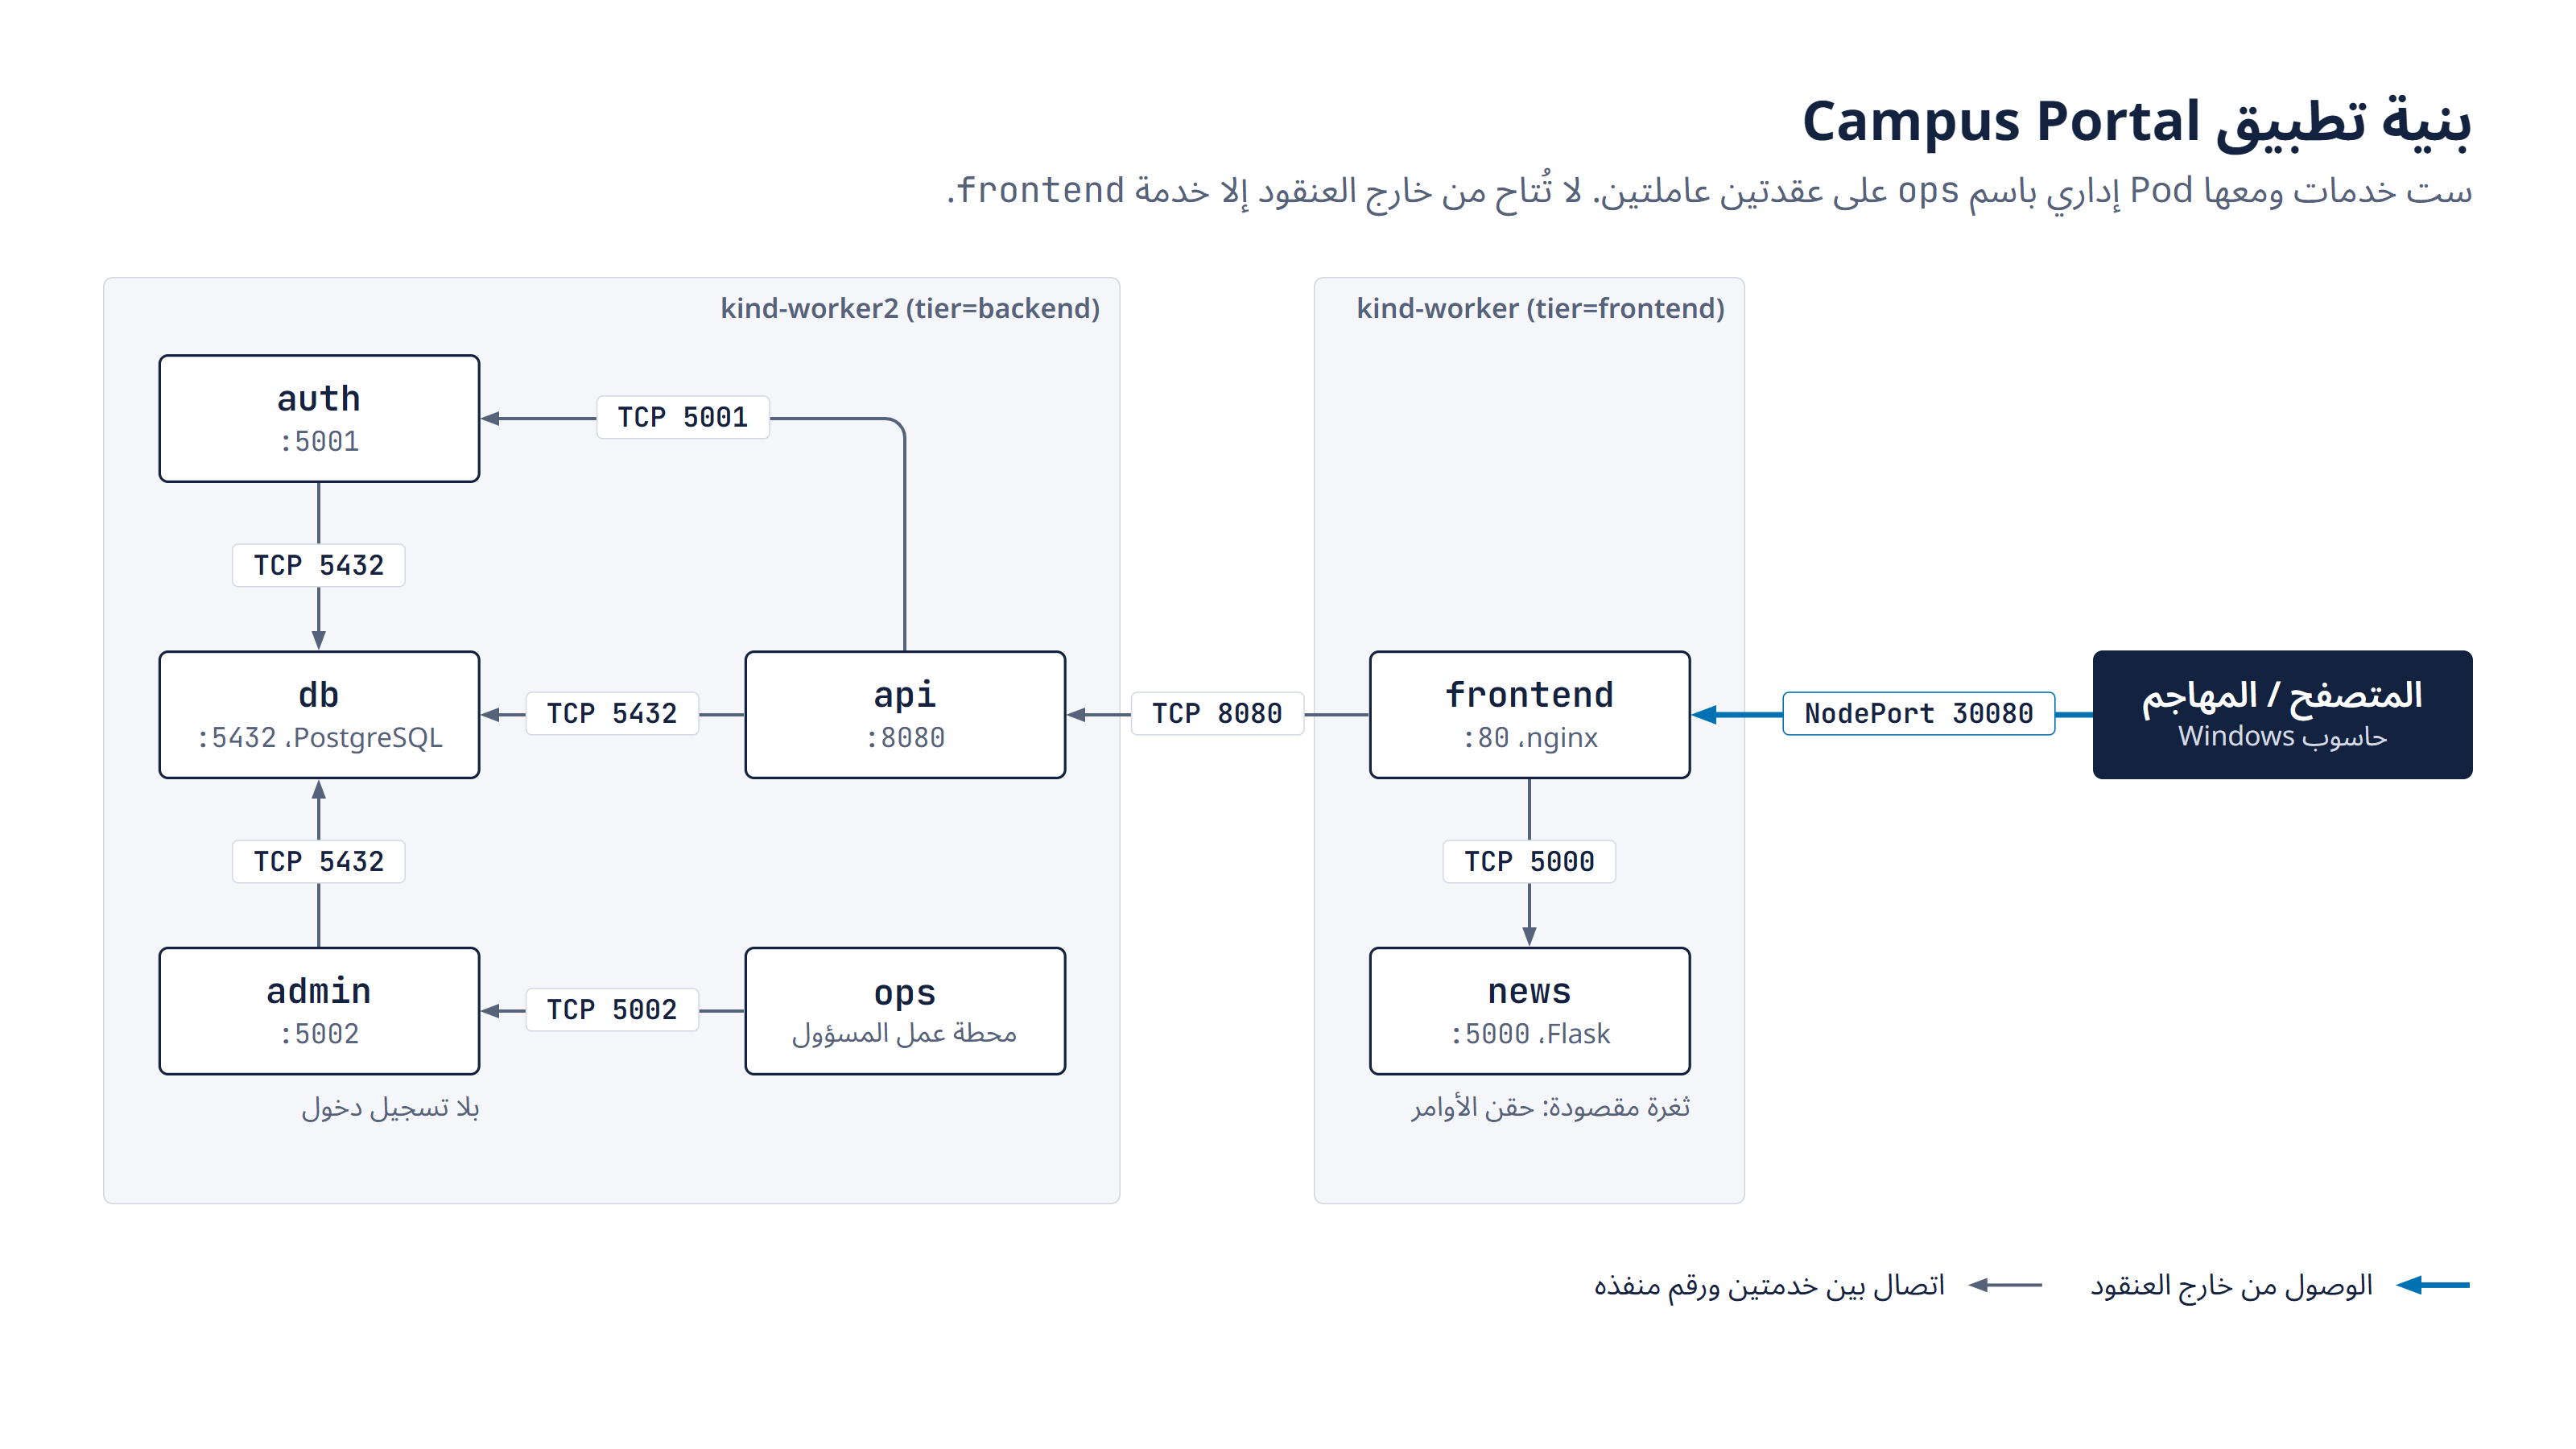 بنية تطبيق Campus Portal
ست خدمات ومعها Pod إداري باسم ops على عقدتين عاملتين. لا تُتاح من خارج العنقود إلا خدمة frontend.
kind-worker (tier=frontend)
kind-worker2 (tier=backend)
auth
:5001
TCP 5001
TCP 5432
المتصفح / المهاجم
حاسوب Windows
NodePort 30080
frontend
nginx، :80
TCP 8080
api
:8080
TCP 5432
db
PostgreSQL، :5432
TCP 5000
TCP 5432
news
Flask، :5000
ثغرة مقصودة: حقن الأوامر
ops
محطة عمل المسؤول
TCP 5002
admin
:5002
بلا تسجيل دخول
الوصول من خارج العنقود
اتصال بين خدمتين ورقم منفذه